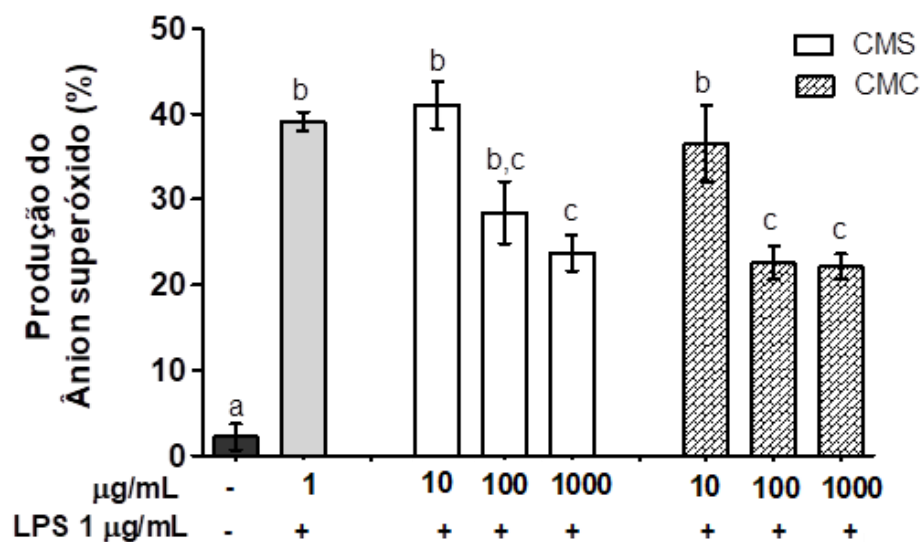 50
40
30
20
10
0
Produção do
Ânion superóxido (%)
CMS
CMC
a
b
b
b,c
c
b
c
c
μg/mL - 1 10 100 1000 10 100 1000
LPS 1 μg/mL - + + + + + + +